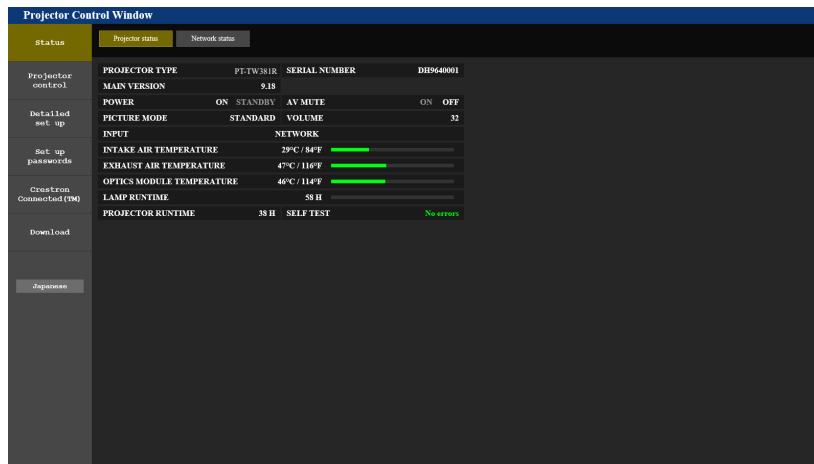 Projector Control Window
Status
Projector status
Network status
Projector control
Detailed set up
Set up passwords
Crestron Connected(TM)
Download
Japanese
PROJECTOR TYPE PT-TW381R SERIAL NUMBER DH9640001
MAIN VERSION 9.18
POWER ON STANDBY AV MUTE ON OFF
PICTURE MODE STANDARD VOLUME 32
INPUT NETWORK
INTAKE AIR TEMPERATURE 29°C / 84°F
EXHAUST AIR TEMPERATURE 47°C / 116°F
OPTICS MODULE TEMPERATURE 46°C / 114°F
LAMP RUNTIME 58 H
PROJECTOR RUNTIME 38 H SELF TEST No errors